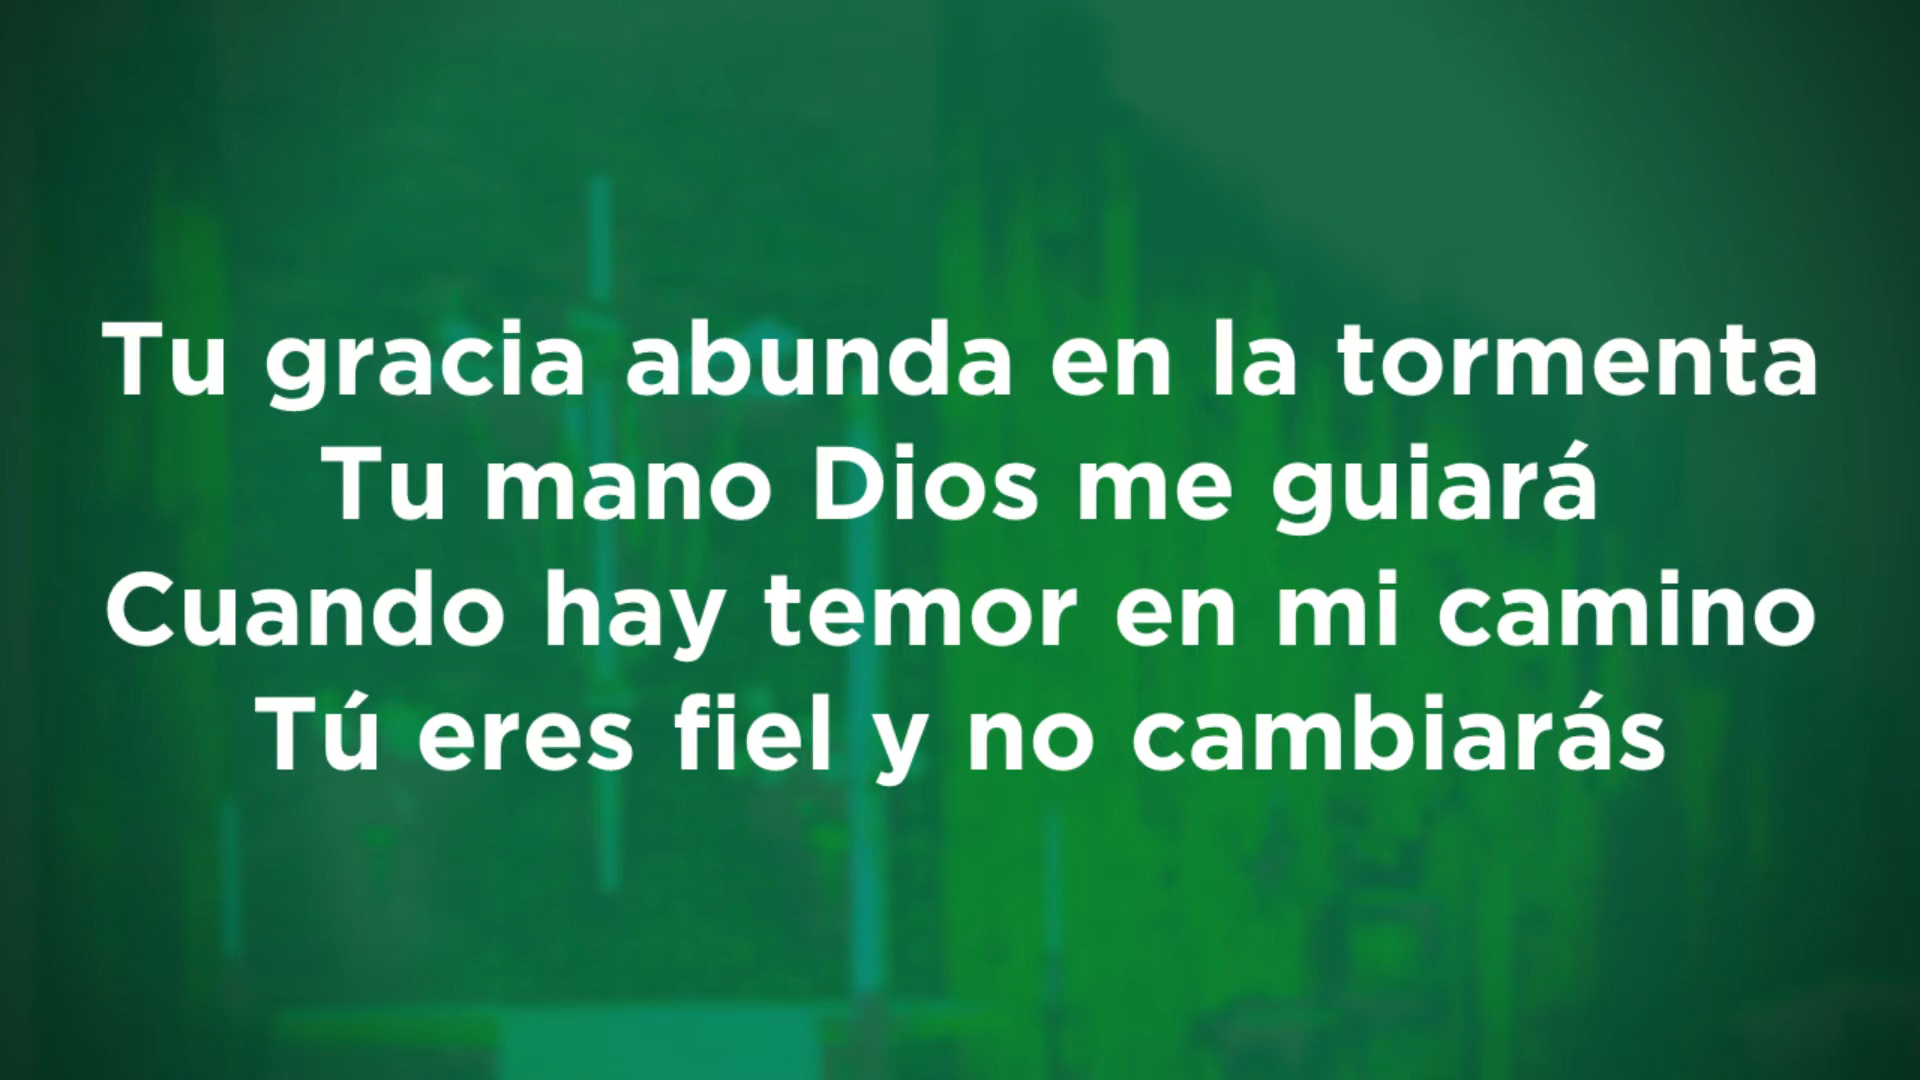 Tu gracia abunda en la tormenta
Tu mano Dios me guiará
Cuando hay temor en mi camino
Tú eres fiel y no cambiarás